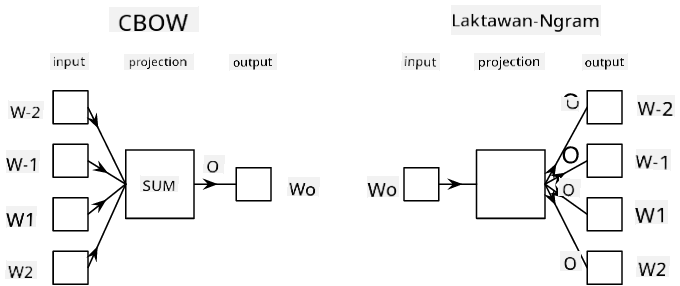 CBOW
input projection output
W-2
W-1
W1
W2
SUM
O
Wo
Laktawan-Ngram
input projection output
Wo
O
O
O
W-2
W-1
W1
W2